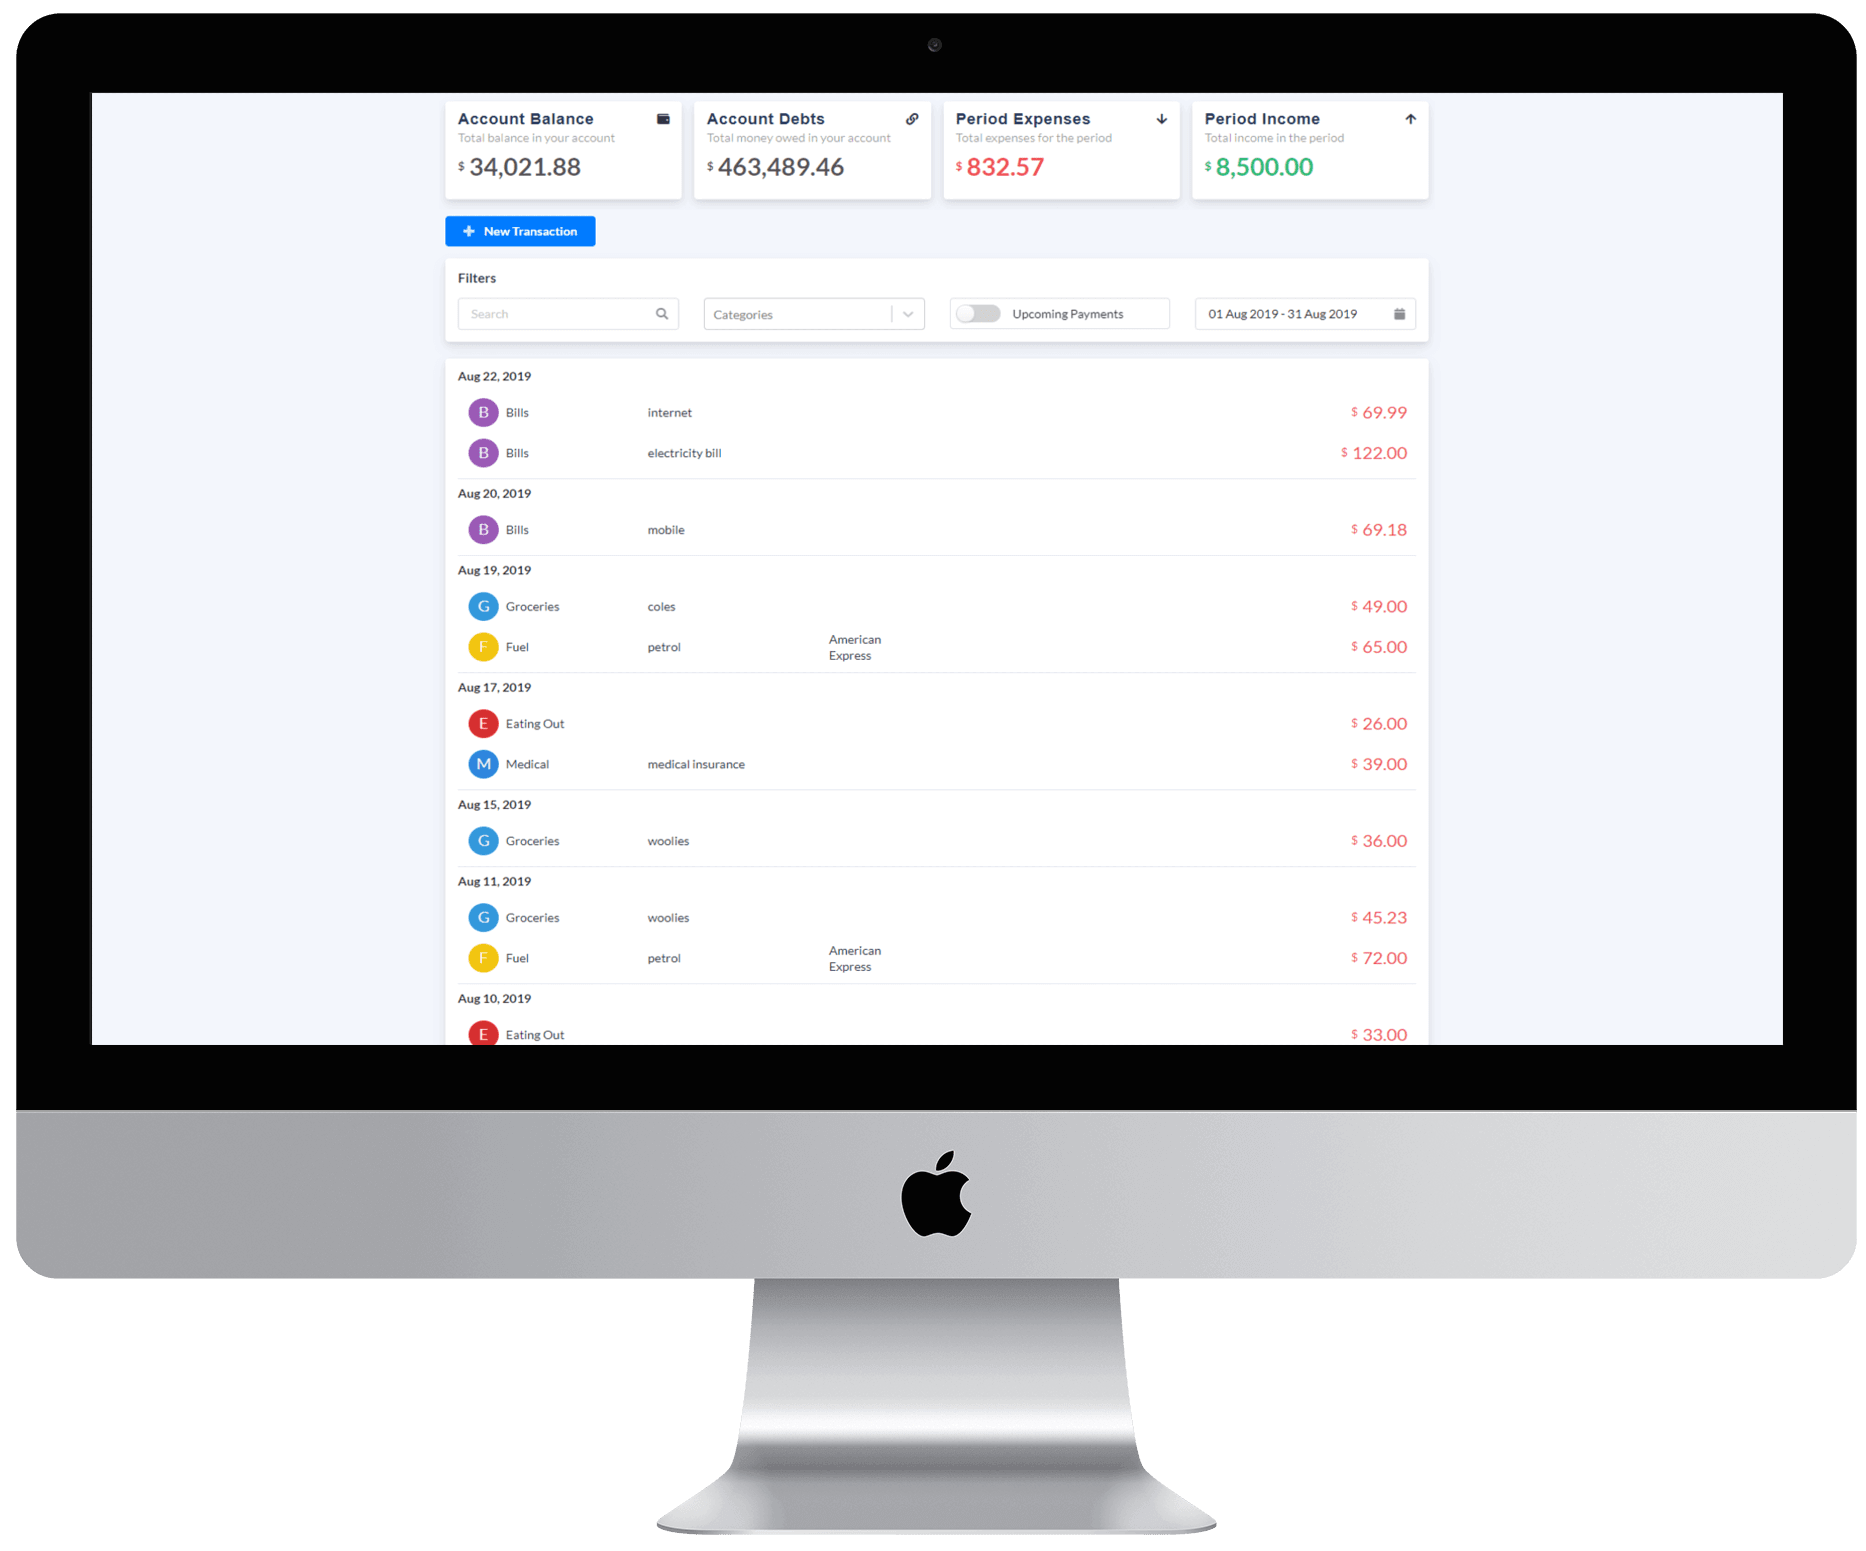 Account Balance
Total balance in your account
$ 34,021.88
Account Debts
Total money owed in your account
$ 463,489.46
Period Expenses
Total expenses for the period
$ 832.57
Period Income
Total income in the period
$ 8,500.00
New Transaction
Filters
Search
Categories
Upcoming Payments
01 Aug 2019 - 31 Aug 2019
Aug 22, 2019
B Bills internet $ 69.99
B Bills electricity bill $ 122.00
Aug 20, 2019
B Bills mobile $ 69.18
Aug 19, 2019
G Groceries coles $ 49.00
F Fuel petrol American Express $ 65.00
Aug 17, 2019
E Eating Out $ 26.00
M Medical medical insurance $ 39.00
Aug 15, 2019
G Groceries woolies $ 36.00
Aug 11, 2019
G Groceries woolies $ 45.23
F Fuel petrol American Express $ 72.00
Aug 10, 2019
E Eating Out $ 33.00